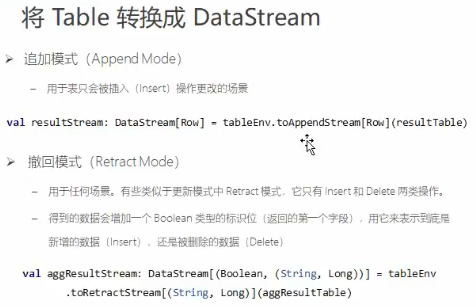 将 Table 转换成 DataStream
➢ 追加模式（Append Mode）
– 用于表只会被插入（Insert）操作更改的场景
val resultStream: DataStream[Row] = tableEnv.toAppendStream[Row](resultTable)
➢ 撤回模式（Retract Mode）
– 用于任何场景。有些类似于更新模式中 Retract 模式，它只有 Insert 和 Delete 两类操作。
– 得到的数据会增加一个 Boolean 类型的标识位（返回的第一个字段），用它来表示到底是
新增的数据（Insert），还是被删除的数据（Delete）
val aggResultStream: DataStream[(Boolean, (String, Long))] = tableEnv
.toRetractStream[(String, Long)](aggResultTable)